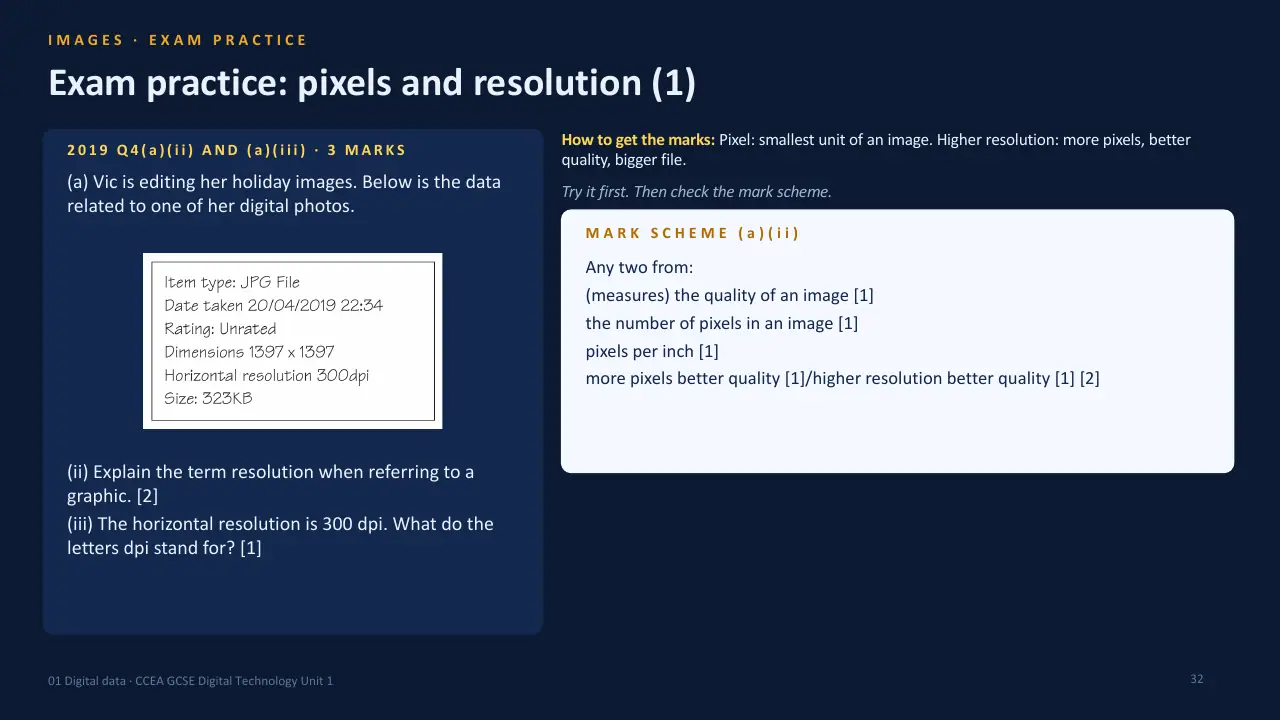 IMAGES · EXAM PRACTICE
Exam practice: pixels and resolution (1)
2019 Q4(a)(ii) AND (a)(iii) · 3 MARKS
(a) Vic is editing her holiday images. Below is the data
related to one of her digital photos.
Item type: JPG File
Date taken 20/04/2019 22:34
Rating: Unrated
Dimensions 1397 x 1397
Horizontal resolution 300dpi
Size: 323KB
(ii) Explain the term resolution when referring to a
graphic. [2]
(iii) The horizontal resolution is 300 dpi. What do the
letters dpi stand for? [1]
How to get the marks: Pixel: smallest unit of an image. Higher resolution: more pixels, better
quality, bigger file.
Try it first. Then check the mark scheme.
MARK SCHEME (a)(ii)
Any two from:
(measures) the quality of an image [1]
the number of pixels in an image [1]
pixels per inch [1]
more pixels better quality [1]/higher resolution better quality [1] [2]
01 Digital data · CCEA GCSE Digital Technology Unit 1
32